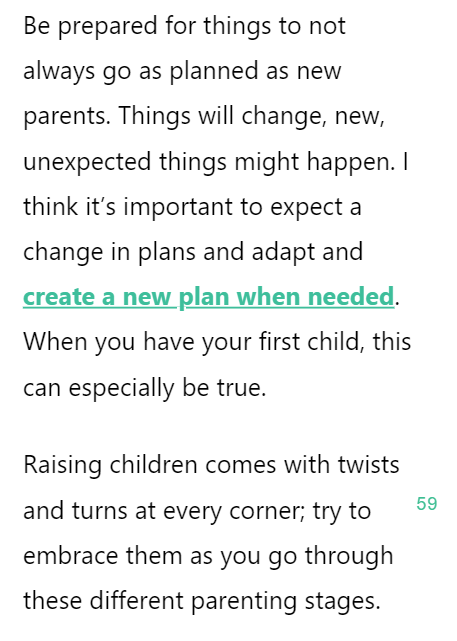 Be prepared for things to not
always go as planned as new
parents. Things will change, new,
unexpected things might happen. I
think it’s important to expect a
change in plans and adapt and
create a new plan when needed.
When you have your first child, this
can especially be true.
Raising children comes with twists
and turns at every corner; try to
59
embrace them as you go through
these different parenting stages.